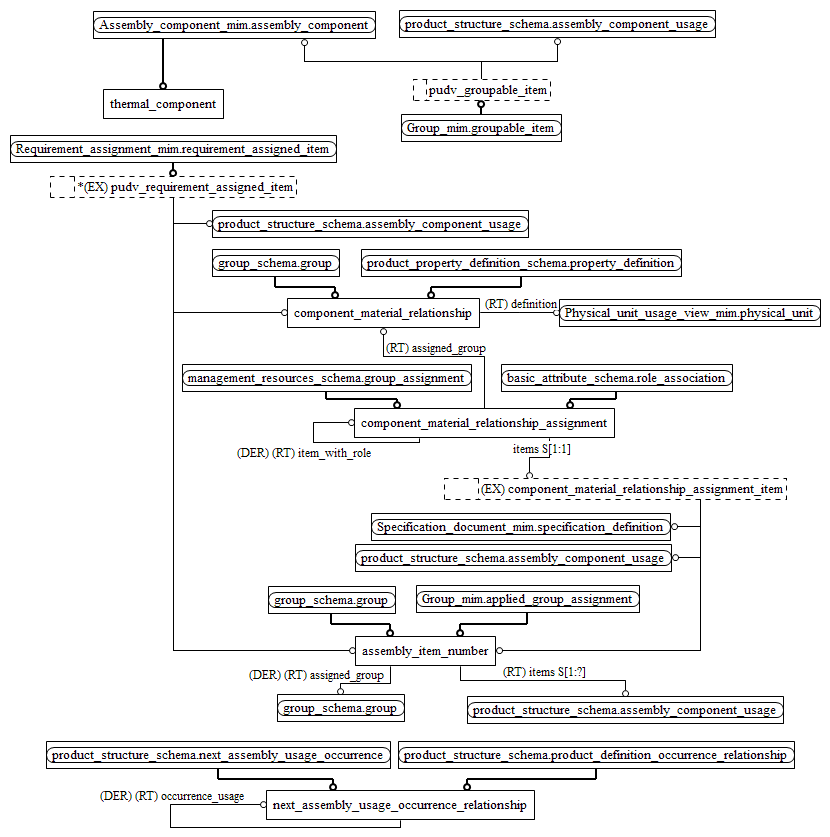 Assembly_component_mim.assembly_component
product_structure_schema.assembly_component_usage
pudv_groupable_item
thermal_component
Group_mim.groupable_item
Requirement_assignment_mim.requirement_assigned_item
*(EX) pudv_requirement_assigned_item
product_structure_schema.assembly_component_usage
group_schema.group
product_property_definition_schema.property_definition
(RT) definition
component_material_relationship
Physical_unit_usage_view_mim.physical_unit
(RT) assigned_group
management_resources_schema.group_assignment
basic_attribute_schema.role_association
component_material_relationship_assignment
(DER) (RT) item_with_role
items S[1:1]
(EX) component_material_relationship_assignment_item
Specification_document_mim.specification_definition
product_structure_schema.assembly_component_usage
group_schema.group
Group_mim.applied_group_assignment
assembly_item_number
(DER) (RT) assigned_group
(RT) items S[1:?]
group_schema.group
product_structure_schema.assembly_component_usage
product_structure_schema.next_assembly_usage_occurrence
product_structure_schema.product_definition_occurrence_relationship
(DER) (RT) occurrence_usage
next_assembly_usage_occurrence_relationship